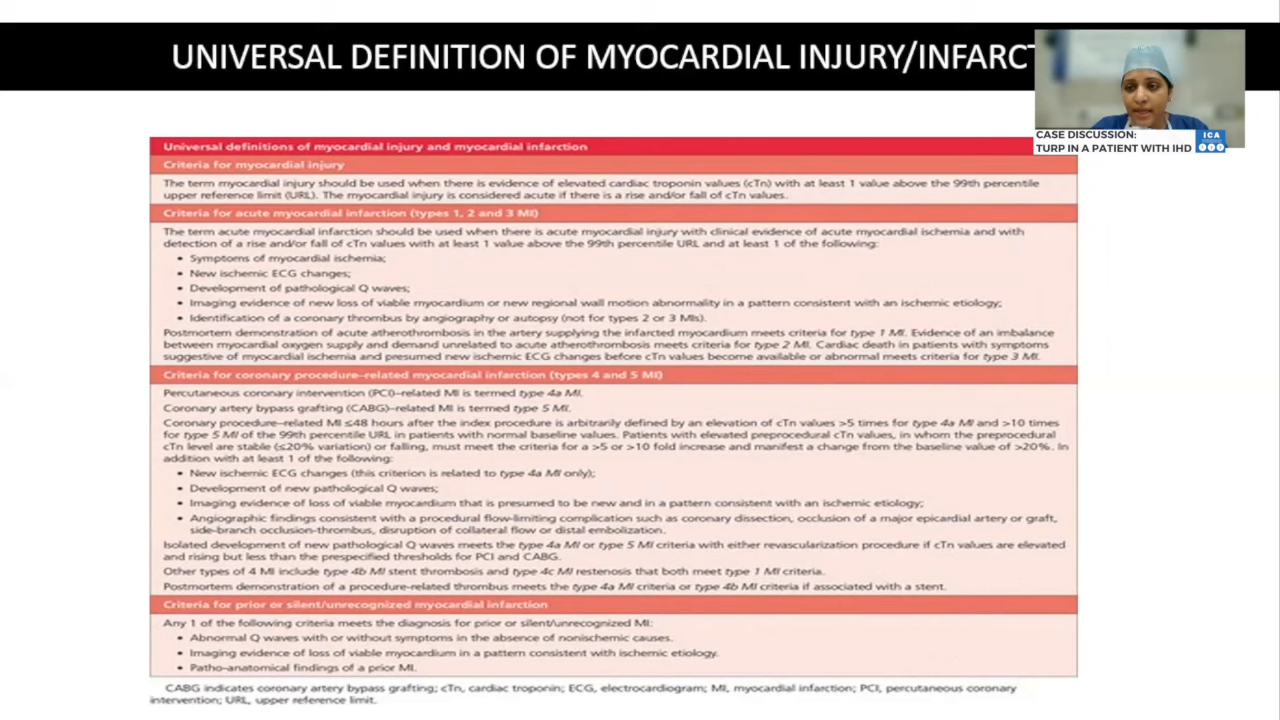 UNIVERSAL DEFINITION OF MYOCARDIAL INJURY/INFARCT
CASE DISCUSSION:
TURP IN A PATIENT WITH IHD
ICA
Universal definitions of myocardial injury and myocardial infarction
Criteria for myocardial injury
The term myocardial injury should be used when there is evidence of elevated cardiac troponin values (cTn) with at least 1 value above the 99th percentile
upper reference limit (URL). The myocardial injury is considered acute if there is a rise and/or fall of cTn values.
Criteria for acute myocardial infarction (types 1, 2 and 3 MI)
The term acute myocardial infarction should be used when there is acute myocardial injury with clinical evidence of acute myocardial ischemia and with
detection of a rise and/or fall of cTn values with at least 1 value above the 99th percentile URL and at least 1 of the following:
• Symptoms of myocardial ischemia;
• New ischemic ECG changes;
• Development of pathological Q waves;
• Imaging evidence of new loss of viable myocardium or new regional wall motion abnormality in a pattern consistent with an ischemic etiology;
• Identification of a coronary thrombus by angiography or autopsy (not for types 2 or 3 MIs).
Postmortem demonstration of acute atherothrombosis in the artery supplying the infarcted myocardium meets criteria for type 1 MI. Evidence of an imbalance
between myocardial oxygen supply and demand unrelated to acute atherothrombosis meets criteria for type 2 MI. Cardiac death in patients with symptoms
suggestive of myocardial ischemia and presumed new ischemic ECG changes before cTn values become available or abnormal meets criteria for type 3 MI.
Criteria for coronary procedure–related myocardial infarction (types 4 and 5 MI)
Percutaneous coronary intervention (PCI)–related MI is termed type 4a MI.
Coronary artery bypass grafting (CABG)–related MI is termed type 5 MI.
Coronary procedure–related MI ≤48 hours after the index procedure is arbitrarily defined by an elevation of cTn values >5 times for type 4a MI and >10 times
for type 5 MI of the 99th percentile URL in patients with normal baseline values. Patients with elevated preprocedural cTn values, in whom the preprocedural
cTn level are stable (≤20% variation) or falling, must meet the criteria for a >5 or >10 fold increase and manifest a change from the baseline value of >20%. In
addition with at least 1 of the following:
• New ischemic ECG changes (this criterion is related to type 4a MI only);
• Development of new pathological Q waves;
• Imaging evidence of loss of viable myocardium that is presumed to be new and in a pattern consistent with an ischemic etiology;
• Angiographic findings consistent with a procedural flow-limiting complication such as coronary dissection, occlusion of a major epicardial artery or graft,
side-branch occlusion-thrombus, disruption of collateral flow or distal embolization.
Isolated development of new pathological Q waves meets the type 4a MI or type 5 MI criteria with either revascularization procedure if cTn values are elevated
and rising but less than the prespecified thresholds for PCI and CABG.
Other types of 4 MI include type 4b MI stent thrombosis and type 4c MI restenosis that both meet type 1 MI criteria.
Postmortem demonstration of a procedure-related thrombus meets the type 4a MI criteria or type 4b MI criteria if associated with a stent.
Criteria for prior or silent/unrecognized myocardial infarction
Any 1 of the following criteria meets the diagnosis for prior or silent/unrecognized MI:
• Abnormal Q waves with or without symptoms in the absence of nonischemic causes.
• Imaging evidence of loss of viable myocardium in a pattern consistent with ischemic etiology.
• Patho-anatomical findings of a prior MI.
CABG indicates coronary artery bypass grafting; cTn, cardiac troponin; ECG, electrocardiogram; MI, myocardial infarction; PCI, percutaneous coronary
intervention; URL, upper reference limit.